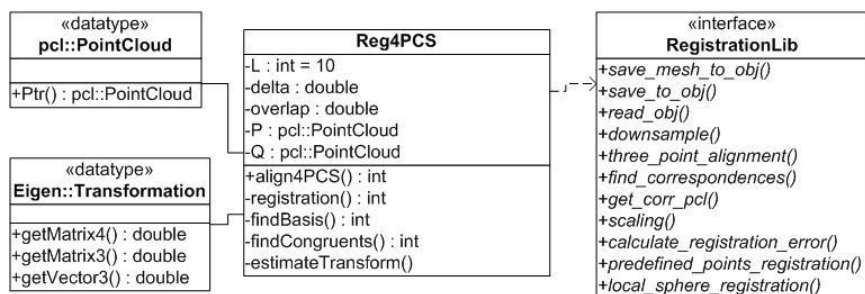 «datatype»
pcl::PointCloud
+Ptr() : pcl::PointCloud
«datatype»
Eigen::Transformation
+getMatrix4() : double
+getMatrix3() : double
+getVector3() : double
Reg4PCS
-L : int = 10
-delta : double
-overlap : double
-P : pcl::PointCloud
-Q : pcl::PointCloud
+align4PCS() : int
-registration() : int
-findBasis() : int
-findCongruents() : int
-estimateTransform()
«interface»
RegistrationLib
+save_mesh_to_obj()
+save_to_obj()
+read_obj()
+downsample()
+three_point_alignment()
+find_correspondences()
+get_corr_pcl()
+scaling()
+calculate_registration_error()
+predefined_points_registration()
+local_sphere_registration()